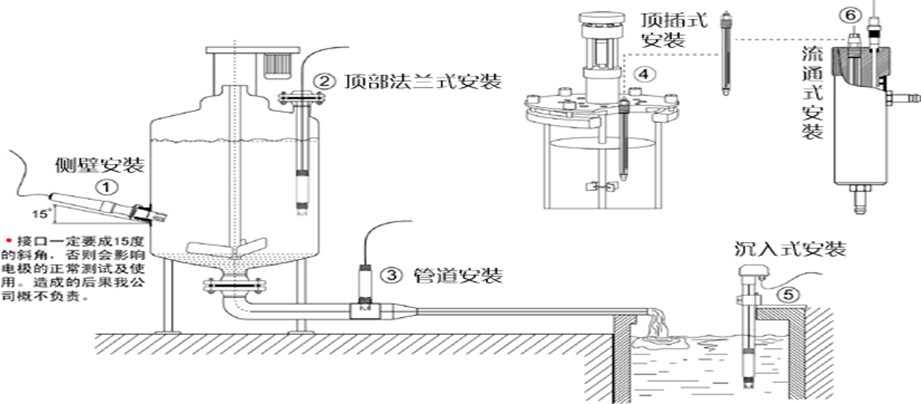 ② 顶部法兰式安装
侧壁安装
①
15°
• 接口一定要成15度
的斜角，否则会影响
电极的正常测试及使
用。造成的后果我公
司概不负责。
③ 管道安装
顶插式
安装
④
⑥
流通式安装
沉入式安装
⑤